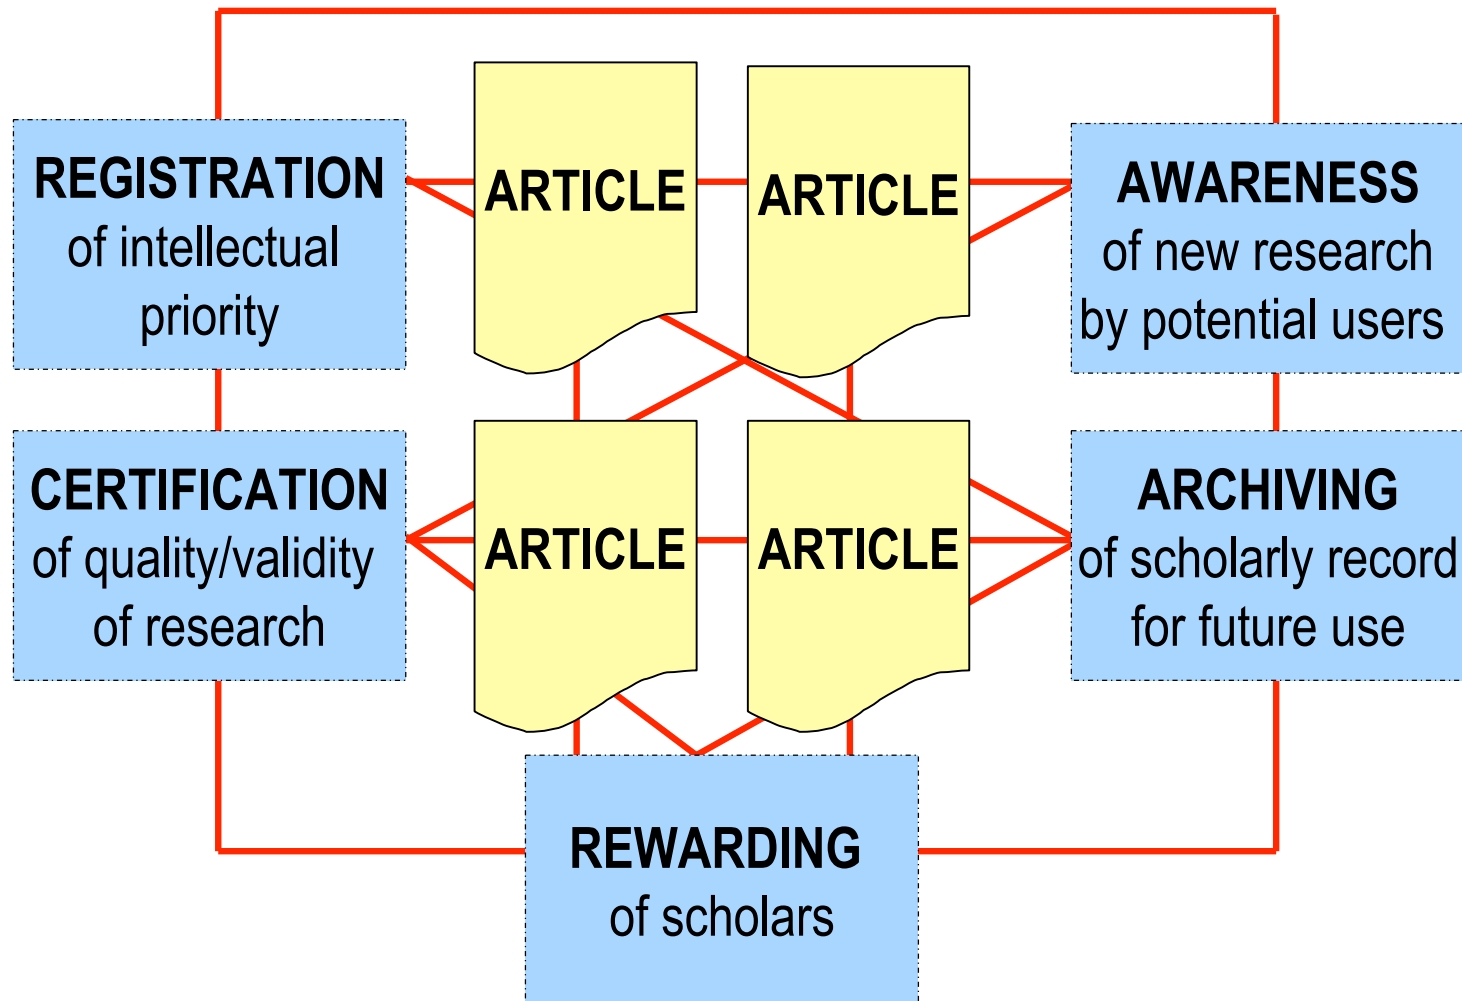 REGISTRATION
of intellectual
priority
ARTICLE
ARTICLE
AWARENESS
of new research
by potential users
CERTIFICATION
of quality/validity
of research
ARTICLE
ARTICLE
ARCHIVING
of scholarly record
for future use
REWARDING
of scholars